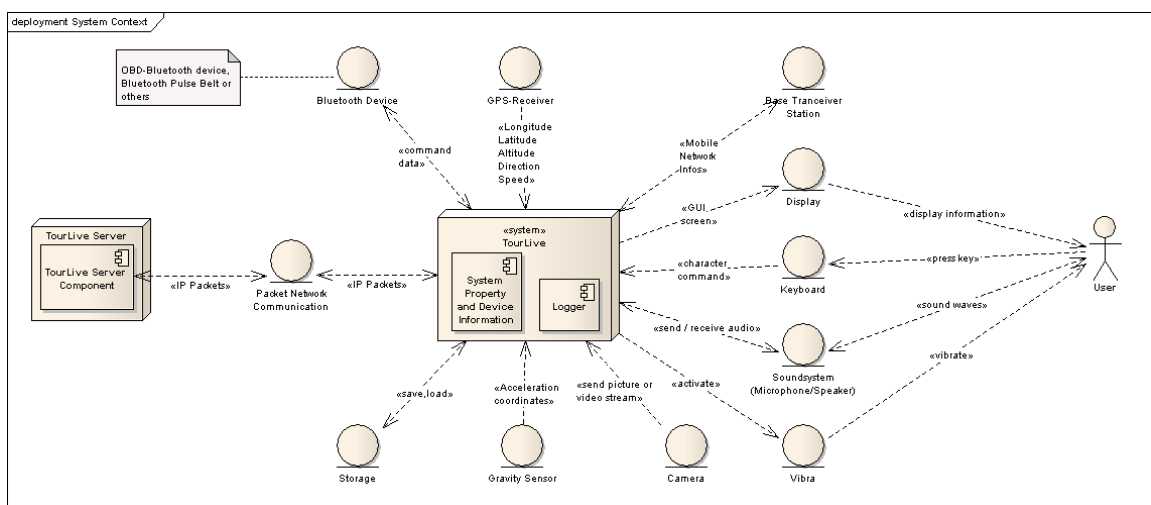 deployment System Context
OBD-Bluetooth device,
Bluetooth Pulse Belt or
others
Bluetooth Device
GPS-Receiver
Base Tranceiver
Station
«command
data»
«Longitude
Latitude
Altitude
Direction
Speed»
«Mobile
Network
Infos»
«GUI
screen»
Display
«display information»
TourLive Server
TourLive Server
Component
«IP Packets»
Packet Network
Communication
«IP Packets»
«system»
TourLive
System
Property
and Device
Information
Logger
«character
command»
Keyboard
«press key»
User
«send / receive audio»
Soundsystem
(Microphone/Speaker)
«sound waves»
«vibrate»
«save,load»
«Acceleration
coordinates»
«send picture or
video stream»
«activate»
Storage
Gravity Sensor
Camera
Vibra